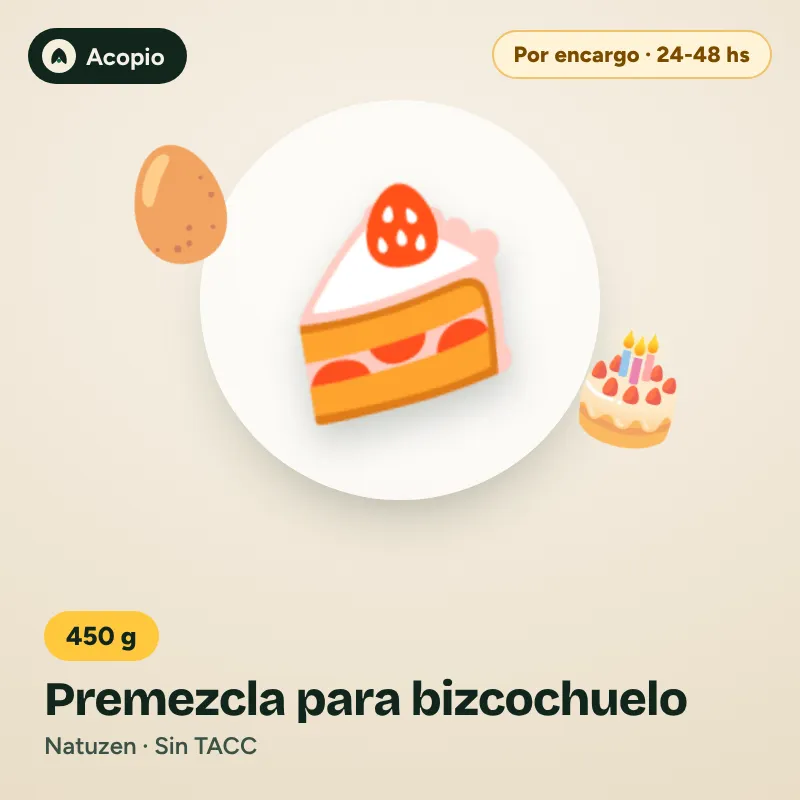 Acopio
Por encargo · 24-48 hs
450 g
Premezcla para bizcochuelo
Natuzen · Sin TACC